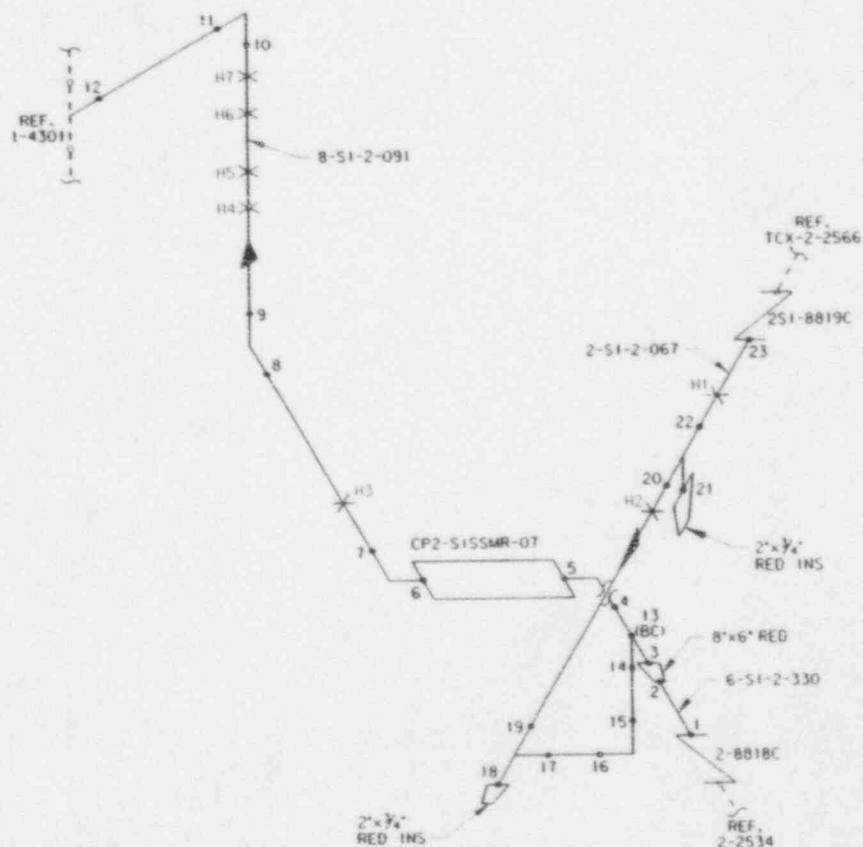 11
10
H7
12
H6
REF.
1-43011
8-SI-2-091
H5
H4
REF.
TCX-2-2566
9
2SI-8819C
2-SI-2-067
23
8
H1
22
20
21
H3
H2
2"x¾"
RED INS
CP2-SISSMR-07
7
5
6
4
13
(BC)
8"x6" RED
3
14
2
6-SI-2-330
15
1
19
2-8818C
17
16
18
2"x¾"
RED INS
REF.
2-2534